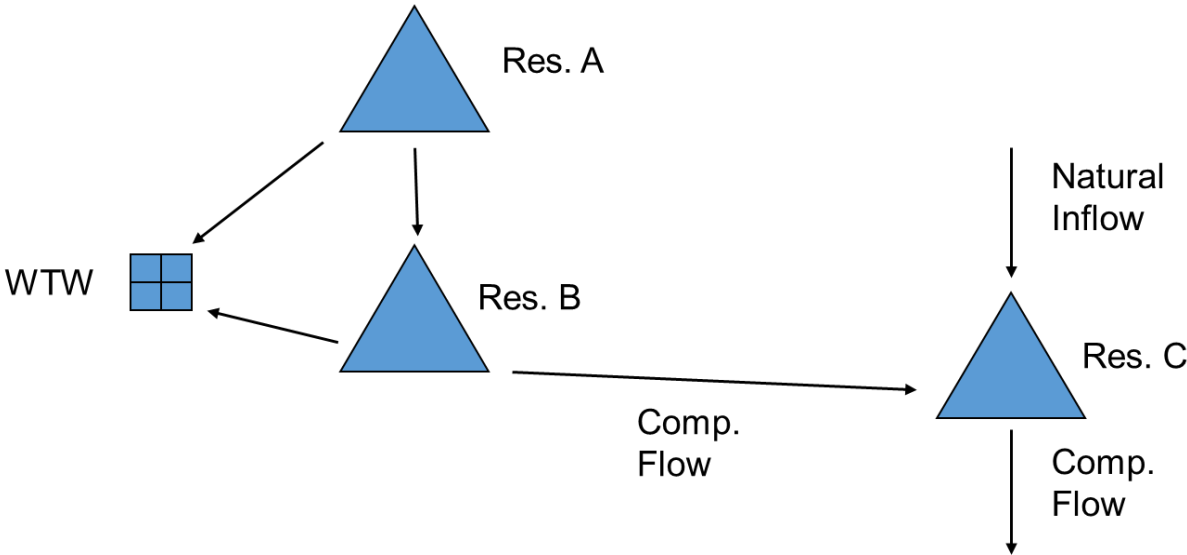 Res. A
Natural
Inflow
WTW
Res. B
Res. C
Comp.
Flow
Comp.
Flow